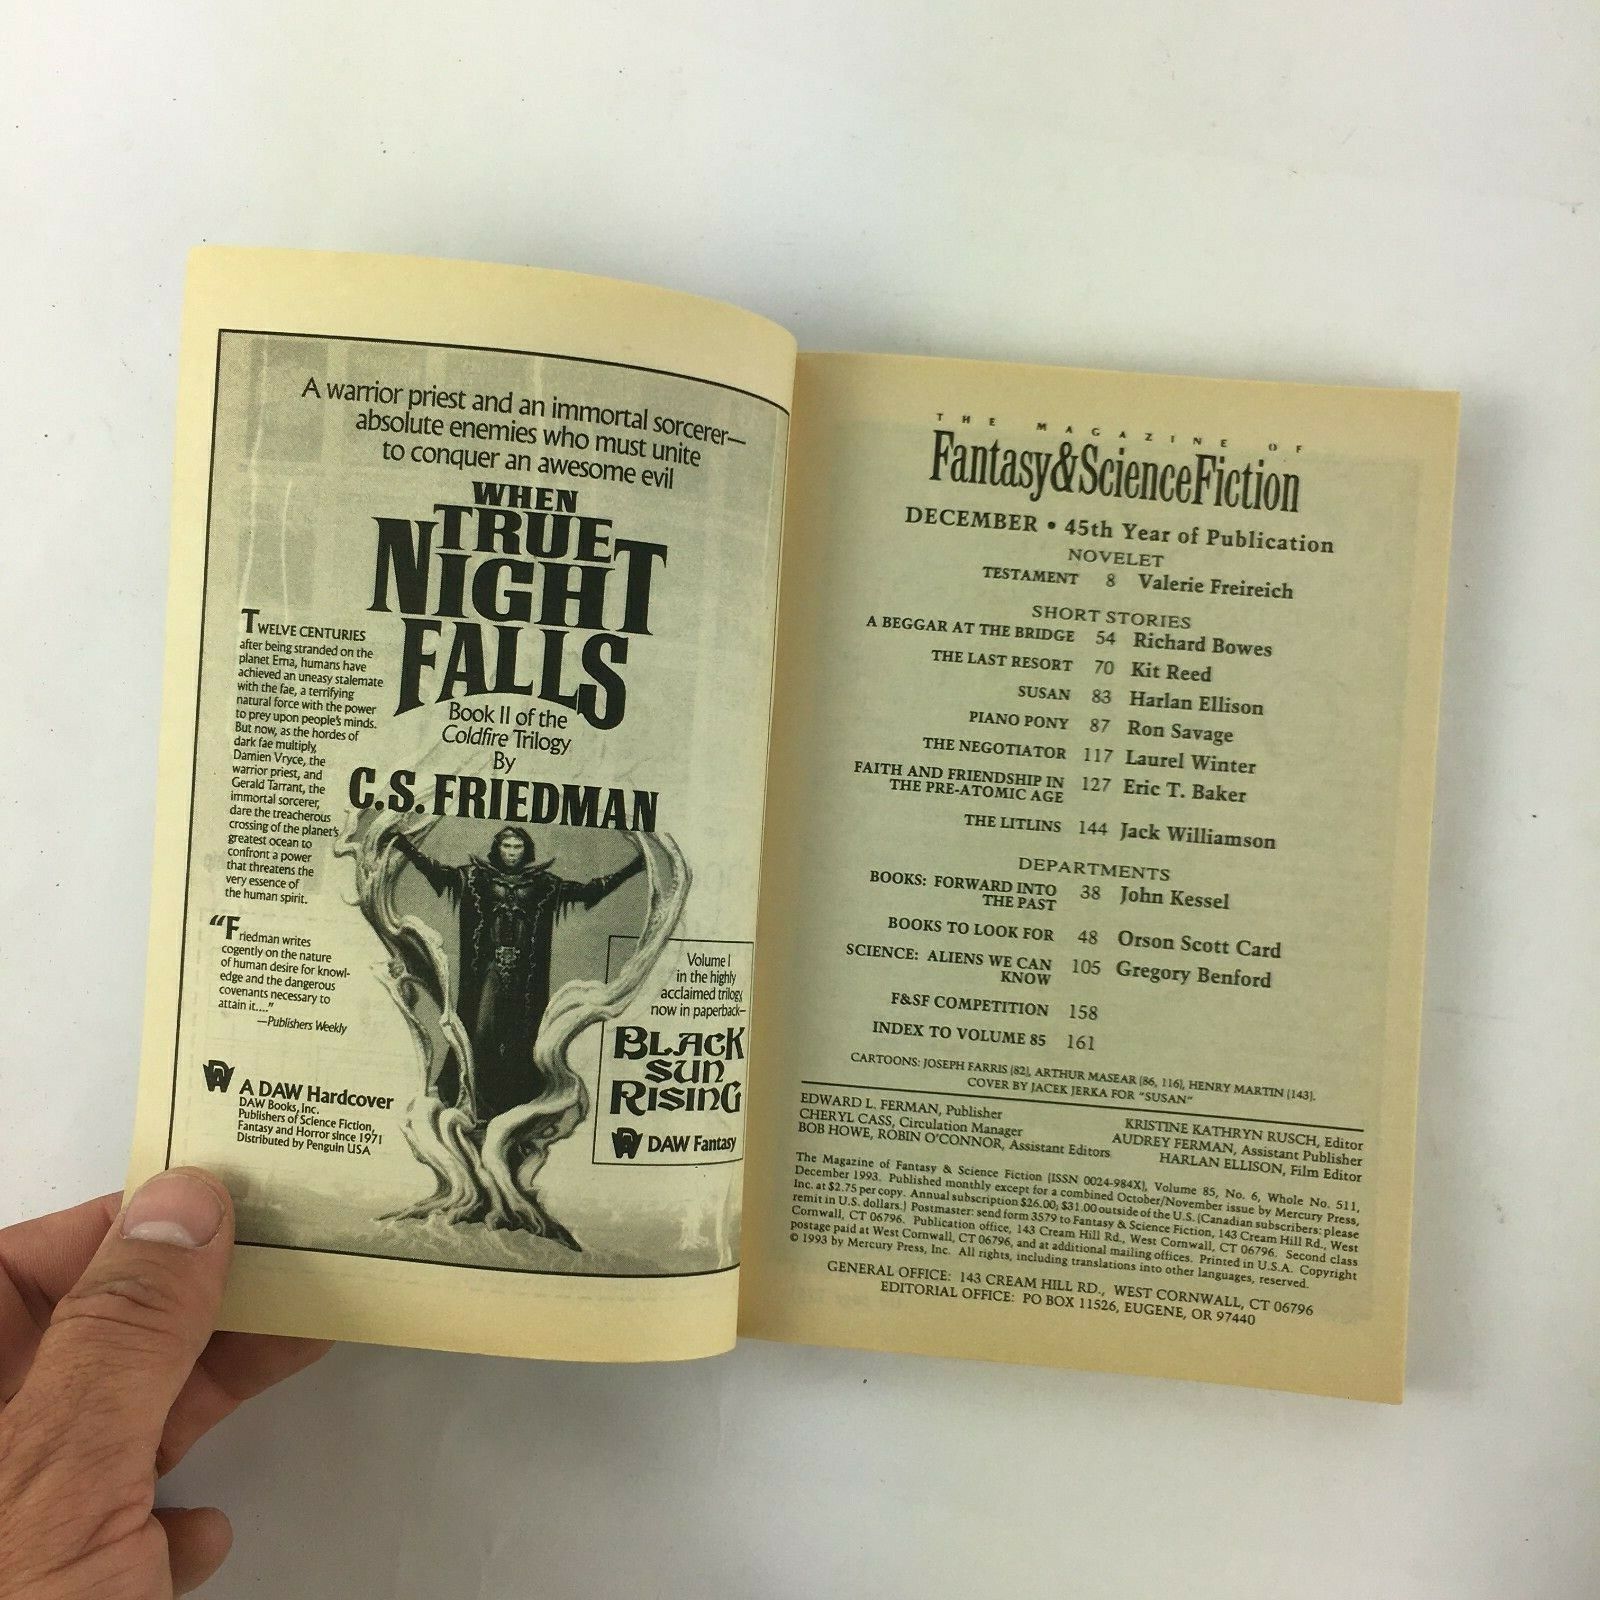 A warrior priest and an immortal sorcerer—
absolute enemies who must unite
to conquer an awesome evil
WHEN
TRUE
NIGHT
FALLS
Book II of the
Coldfire Trilogy
By
C.S. FRIEDMAN
TWELVE CENTURIES
after being stranded on the
planet Erna, humans have
achieved an uneasy stalemate
with the fae, a terrifying
natural force with the power
to prey upon people's minds.
But now, as the hordes of
dark fae multiply,
Damien Vryce, the
warrior priest, and
Gerald Tarrant, the
immortal sorcerer,
dare the treacherous
crossing of the planet's
greatest ocean to
confront a power
that threatens the
very essence of
the human spirit.
"Friedman writes
cogently on the nature
of human desire for knowl-
edge and the dangerous
covenants necessary to
attain it...."
—Publishers Weekly
A DAW Hardcover
DAW Books, Inc.
Publishers of Science Fiction,
Fantasy and Horror since 1971
Distributed by Penguin USA
Volume I
in the highly
acclaimed trilogy,
now in paperback—
BLACK
SUN
RISING
DAW Fantasy
THE MAGAZINE OF
Fantasy&ScienceFiction
DECEMBER • 45th Year of Publication
NOVELET
TESTAMENT 8 Valerie Freireich
SHORT STORIES
A BEGGAR AT THE BRIDGE 54 Richard Bowes
THE LAST RESORT 70 Kit Reed
SUSAN 83 Harlan Ellison
PIANO PONY 87 Ron Savage
THE NEGOTIATOR 117 Laurel Winter
FAITH AND FRIENDSHIP IN 127 Eric T. Baker
THE PRE-ATOMIC AGE
THE LITLINS 144 Jack Williamson
DEPARTMENTS
BOOKS: FORWARD INTO 38 John Kessel
THE PAST
BOOKS TO LOOK FOR 48 Orson Scott Card
SCIENCE: ALIENS WE CAN 105 Gregory Benford
KNOW
F&SF COMPETITION 158
INDEX TO VOLUME 85 161
CARTOONS: JOSEPH FARRIS (82), ARTHUR MASEAR (86, 116), HENRY MARTIN (143).
COVER BY JACEK JERKA FOR "SUSAN"
EDWARD L. FERMAN, Publisher
CHERYL CASS, Circulation Manager
BOB HOWE, ROBIN O'CONNOR, Assistant Editors
KRISTINE KATHRYN RUSCH, Editor
AUDREY FERMAN, Assistant Publisher
HARLAN ELLISON, Film Editor
The Magazine of Fantasy & Science Fiction (ISSN 0024-984X), Volume 85, No. 6, Whole No. 511,
December 1993. Published monthly except for a combined October/November issue by Mercury Press,
Inc. at $2.75 per copy. Annual subscription $26.00; $31.00 outside of the U.S. (Canadian subscribers: please
remit in U.S. dollars.) Postmaster: send form 3579 to Fantasy & Science Fiction, 143 Cream Hill Rd., West
Cornwall, CT 06796. Publication office, 143 Cream Hill Rd., West Cornwall, CT 06796. Second class
postage paid at West Cornwall, CT 06796, and at additional mailing offices. Printed in U.S.A. Copyright
© 1993 by Mercury Press, Inc. All rights, including translations into other languages, reserved.
GENERAL OFFICE: 143 CREAM HILL RD., WEST CORNWALL, CT 06796
EDITORIAL OFFICE: PO BOX 11526, EUGENE, OR 97440